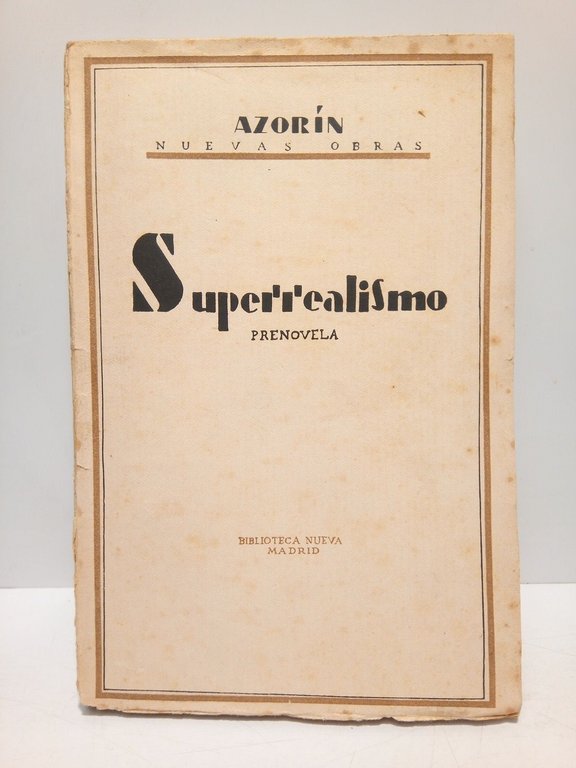 AZORÍN
NUEVAS OBRAS
Superrealismo
PRENOVELA
BIBLIOTECA NUEVA
MADRID